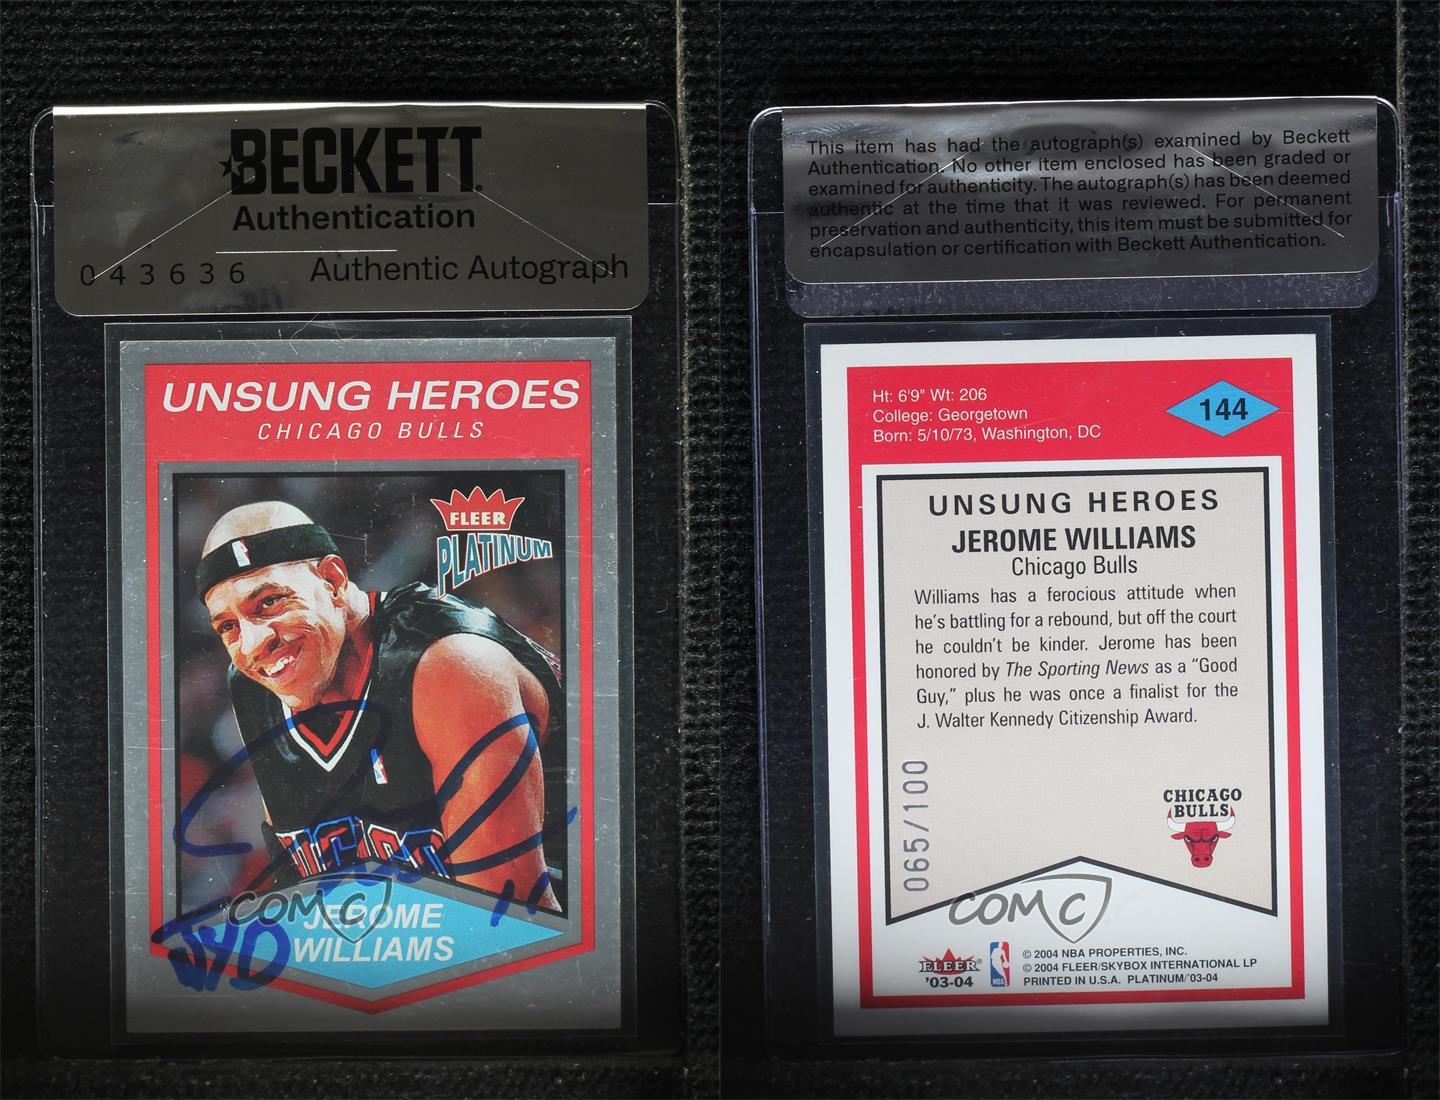 BECKETT
Authentication
043636 Authentic Autograph
UNSUNG HEROES
CHICAGO BULLS
FLEER
PLATINUM
CHICAGO
JYD
11
COMC
JEROME
WILLIAMS
This item has had the autograph(s) examined by Beckett
Authentication. No other item enclosed has been graded or
examined for authenticity. The autograph(s) has been deemed
authentic at the time that it was reviewed. For permanent
preservation and authenticity, this item must be submitted for
encapsulation or certification with Beckett Authentication.
Ht: 6'9" Wt: 206
College: Georgetown
Born: 5/10/73, Washington, DC
144
UNSUNG HEROES
JEROME WILLIAMS
Chicago Bulls
Williams has a ferocious attitude when
he's battling for a rebound, but off the court
he couldn't be kinder. Jerome has been
honored by The Sporting News as a “Good
Guy,” plus he was once a finalist for the
J. Walter Kennedy Citizenship Award.
065/100
CHICAGO
BULLS
COMC
FLEER
'03-04
NBA
© 2004 NBA PROPERTIES, INC.
© 2004 FLEER/SKYBOX INTERNATIONAL LP
PRINTED IN U.S.A. PLATINUM/'03-04